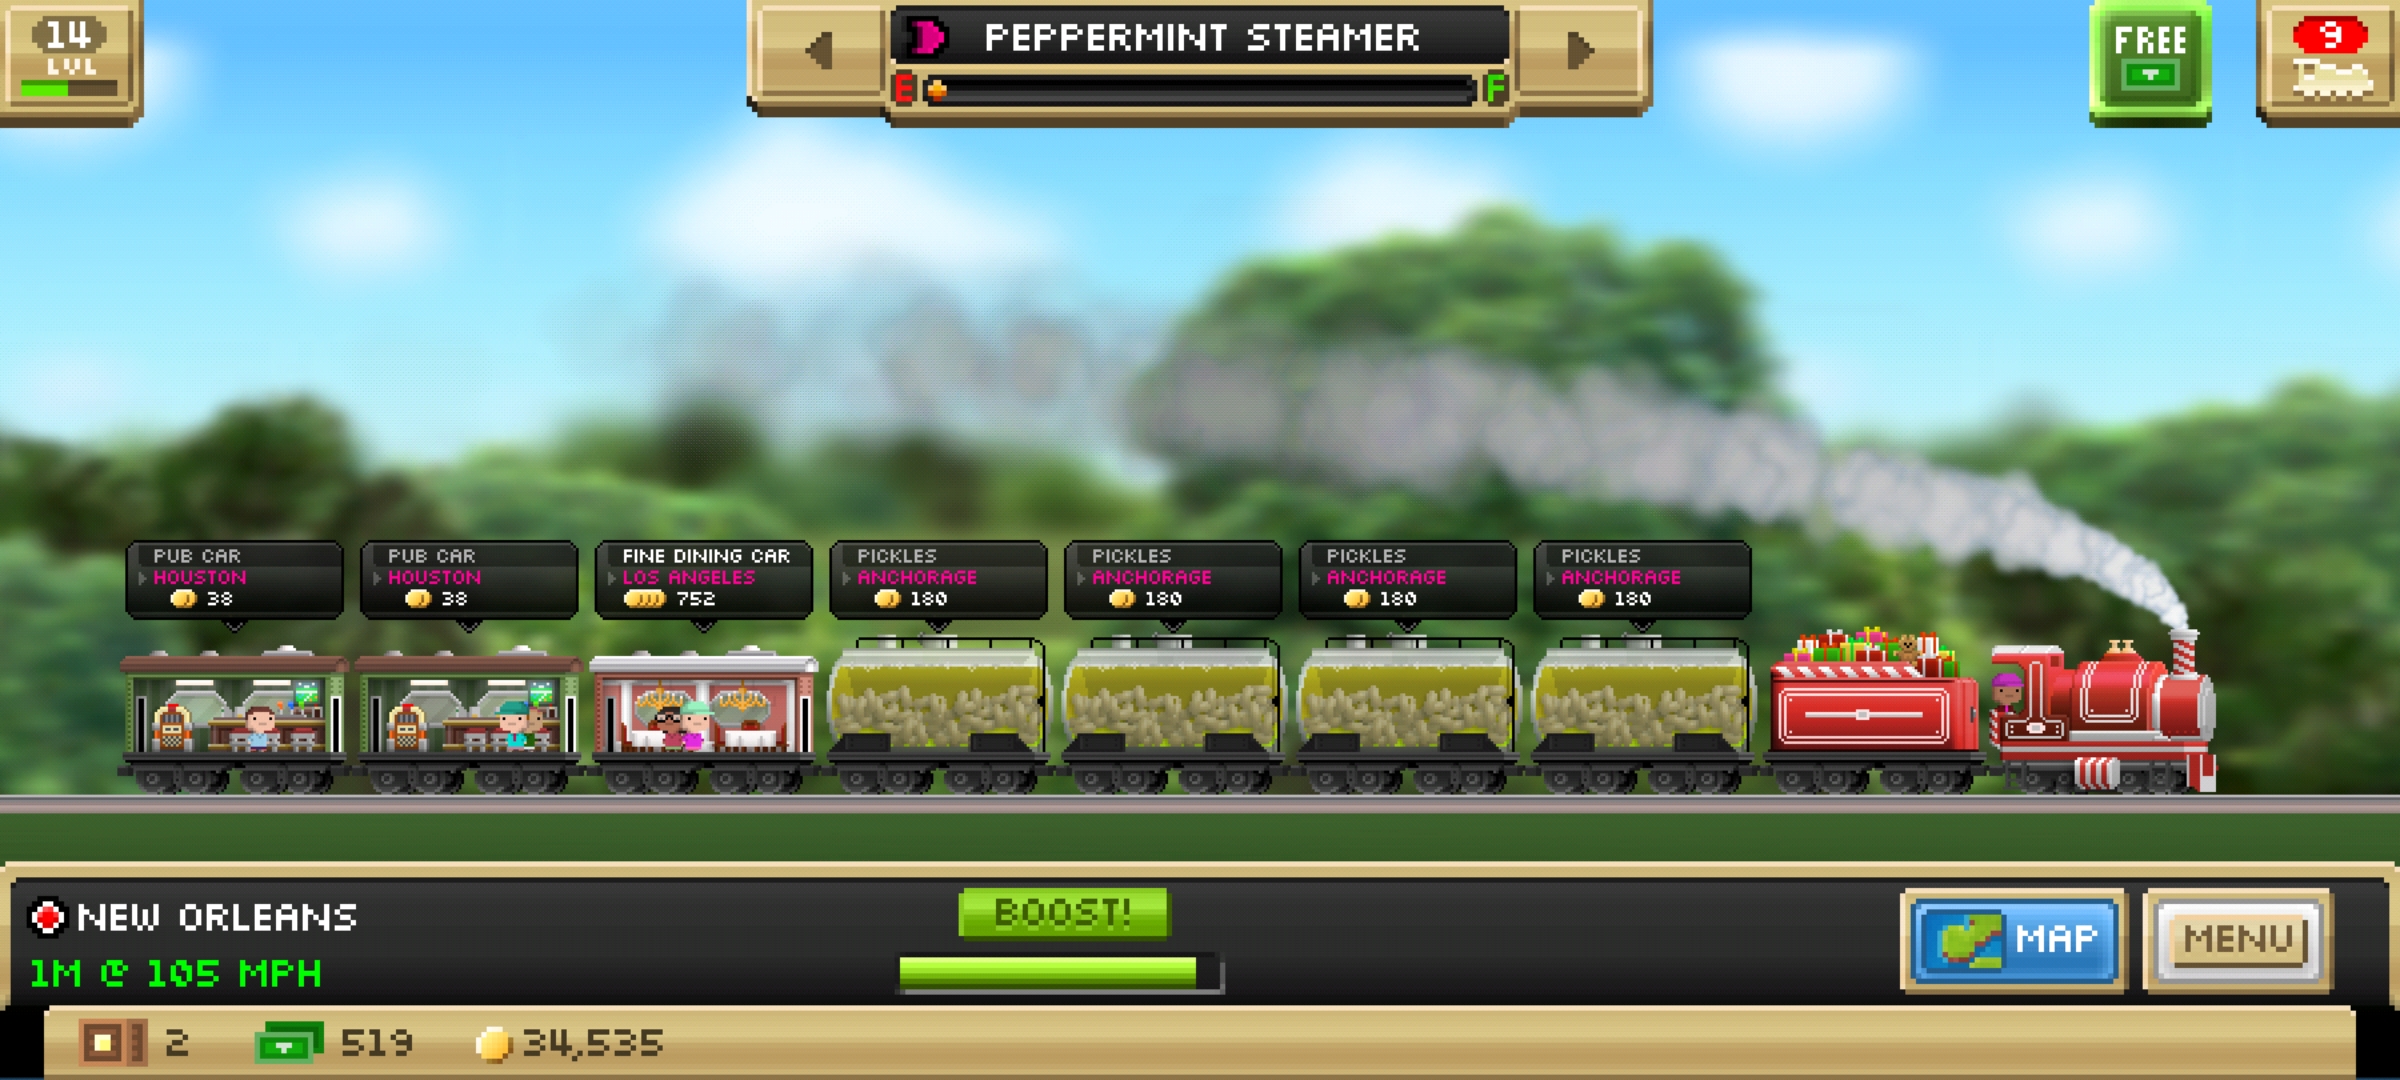 14
LVL
PEPPERMINT STEAMER
E
F
FREE
9
PUB CAR
HOUSTON
38
PUB CAR
HOUSTON
38
FINE DINING CAR
LOS ANGELES
752
PICKLES
ANCHORAGE
180
PICKLES
ANCHORAGE
180
PICKLES
ANCHORAGE
180
PICKLES
ANCHORAGE
180
NEW ORLEANS
1M @ 105 MPH
BOOST!
MAP
MENU
2
519
34,535